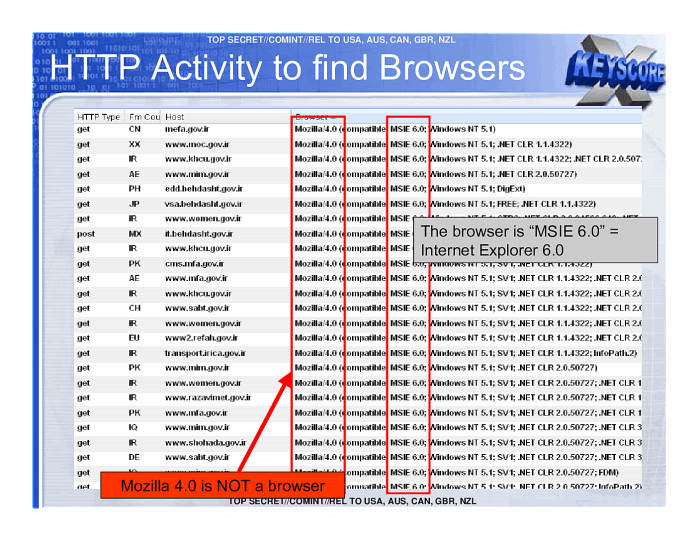 TOP SECRET//COMINT//REL TO USA, AUS, CAN, GBR, NZL
HTTP Activity to find Browsers
X
KEYSCORE
HTTP Type Fm Cou Host Browser
get CN mefa.gov.ir Mozilla/4.0 (compatible; MSIE 6.0; Windows NT 5.1)
get XX www.moc.gov.ir Mozilla/4.0 (compatible; MSIE 6.0; Windows NT 5.1; .NET CLR 1.1.4322)
get IR www.khcu.gov.ir Mozilla/4.0 (compatible; MSIE 6.0; Windows NT 5.1; .NET CLR 1.1.4322; .NET CLR 2.0.507
get AE www.mim.gov.ir Mozilla/4.0 (compatible; MSIE 6.0; Windows NT 5.1; .NET CLR 2.0.50727)
get PH edd.behdasht.gov.ir Mozilla/4.0 (compatible; MSIE 6.0; Windows NT 5.1; DigExt)
get JP vsa.behdasht.gov.ir Mozilla/4.0 (compatible; MSIE 6.0; Windows NT 5.1; FREE; .NET CLR 1.1.4322)
get IR www.women.gov.ir Mozilla/4.0 (compatible; MSIE
post MX it.behdasht.gov.ir Mozilla/4.0 (compatible; MSIE
The browser is “MSIE 6.0” =
Internet Explorer 6.0
get IR www.khcu.gov.ir Mozilla/4.0 (compatible; MSIE
get PK cms.mfa.gov.ir Mozilla/4.0 (compatible; MSIE 6.0; Windows NT 5.1; SV1; .NET CLR 1.1.4322)
get AE www.mfa.gov.ir Mozilla/4.0 (compatible; MSIE 6.0; Windows NT 5.1; SV1; .NET CLR 1.1.4322; .NET CLR 2.0
get IR www.khcu.gov.ir Mozilla/4.0 (compatible; MSIE 6.0; Windows NT 5.1; SV1; .NET CLR 1.1.4322; .NET CLR 2.0
get CH www.sabt.gov.ir Mozilla/4.0 (compatible; MSIE 6.0; Windows NT 5.1; SV1; .NET CLR 1.1.4322; .NET CLR 2.0
get IR www.women.gov.ir Mozilla/4.0 (compatible; MSIE 6.0; Windows NT 5.1; SV1; .NET CLR 1.1.4322; .NET CLR 2.0
get EU www2.refah.gov.ir Mozilla/4.0 (compatible; MSIE 6.0; Windows NT 5.1; SV1; .NET CLR 1.1.4322; .NET CLR 2.0
get IR transport.irica.gov.ir Mozilla/4.0 (compatible; MSIE 6.0; Windows NT 5.1; SV1; .NET CLR 1.1.4322; InfoPath.2)
get PK www.mim.gov.ir Mozilla/4.0 (compatible; MSIE 6.0; Windows NT 5.1; SV1; .NET CLR 2.0.50727)
get IR www.women.gov.ir Mozilla/4.0 (compatible; MSIE 6.0; Windows NT 5.1; SV1; .NET CLR 2.0.50727; .NET CLR 1
get IR www.razavimet.gov.ir Mozilla/4.0 (compatible; MSIE 6.0; Windows NT 5.1; SV1; .NET CLR 2.0.50727; .NET CLR 1
get PK www.mfa.gov.ir Mozilla/4.0 (compatible; MSIE 6.0; Windows NT 5.1; SV1; .NET CLR 2.0.50727; .NET CLR 1
get IQ www.mim.gov.ir Mozilla/4.0 (compatible; MSIE 6.0; Windows NT 5.1; SV1; .NET CLR 2.0.50727; .NET CLR 3
get IR www.shohada.gov.ir Mozilla/4.0 (compatible; MSIE 6.0; Windows NT 5.1; SV1; .NET CLR 2.0.50727; .NET CLR 3
get DE www.sabt.gov.ir Mozilla/4.0 (compatible; MSIE 6.0; Windows NT 5.1; SV1; .NET CLR 2.0.50727; .NET CLR 3
get MSIE 6.0; Windows NT 5.1; SV1; .NET CLR 2.0.50727; FDM)
get MSIE 6.0; Windows NT 5.1; SV1; .NET CLR 2.0.50727; InfoPath.2)
Mozilla 4.0 is NOT a browser
TOP SECRET//COMINT//REL TO USA, AUS, CAN, GBR, NZL